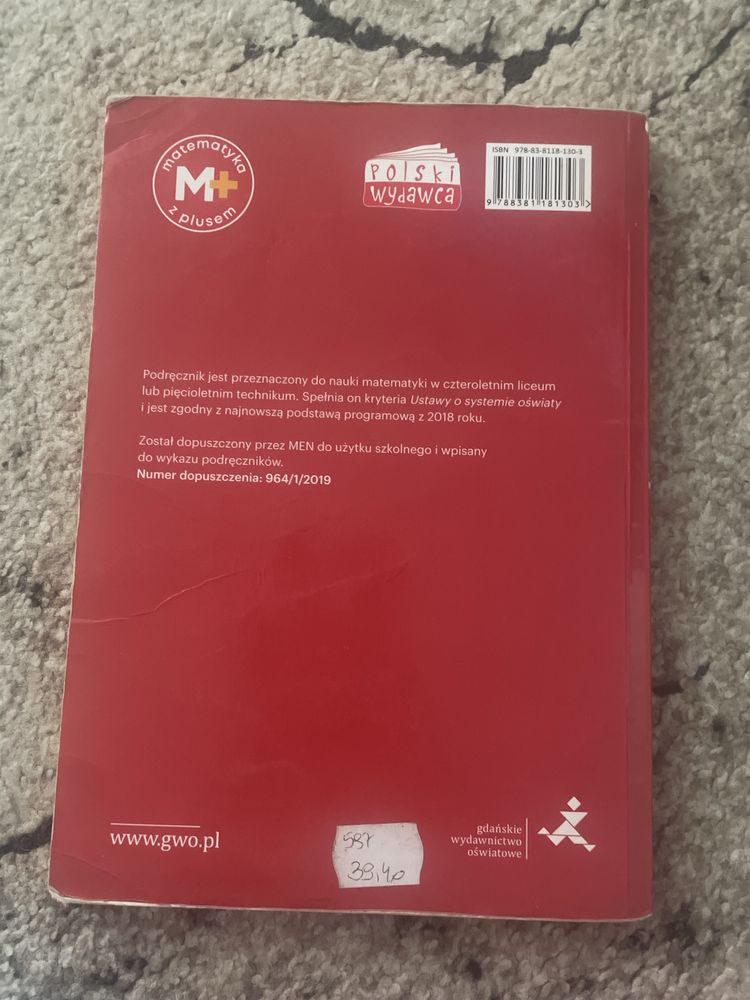 matematyka
M+
z plusem
POlSki
wydawca
ISBN 978-83-8118-130-3
9 788381 181303 >
Podręcznik jest przeznaczony do nauki matematyki w czteroletnim liceum
lub pięcioletnim technikum. Spełnia on kryteria Ustawy o systemie oświaty
i jest zgodny z najnowszą podstawą programową z 2018 roku.
Został dopuszczony przez MEN do użytku szkolnego i wpisany
do wykazu podręczników.
Numer dopuszczenia: 964/1/2019
www.gwo.pl
597
39,40
gdańskie
wydawnictwo
oświatowe